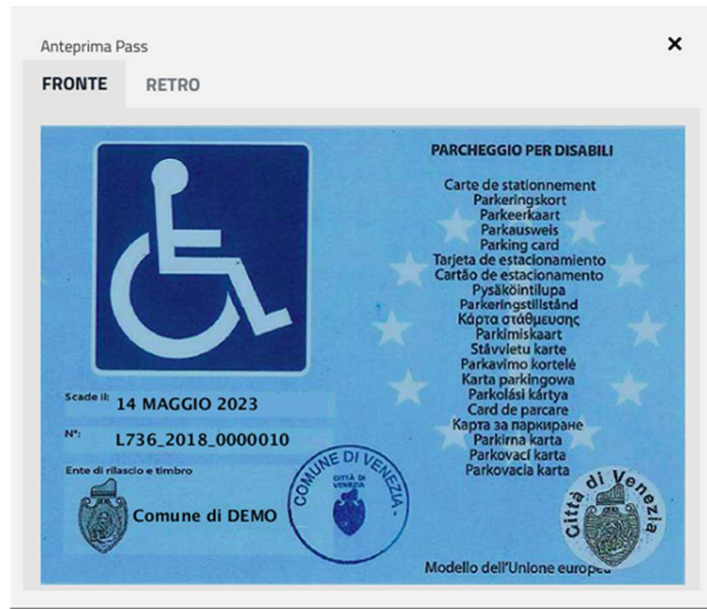 Anteprima Pass
FRONTE RETRO
PARCHEGGIO PER DISABILI
Carte de stationnement
Parkeringskort
Parkeerkaart
Parkausweis
Parking card
Tarjeta de estacionamiento
Cartão de estacionamento
Pysäköintilupa
Parkeringstillstånd
Κάρτα στάθμευσης
Parkimiskaart
Stāvvietu karte
Parkavimo kortelė
Karta parkingowa
Parkolási kártya
Card de parcare
Карта за паркиране
Parkirna karta
Parkovací karta
Parkovacia karta
Scade il: 14 MAGGIO 2023
N°: L736_2018_0000010
Ente di rilascio e timbro
Comune di DEMO
COMUNE DI VENEZIA
CITTÀ DI
VENEZIA
Città di Venezia
Modello dell'Unione europea